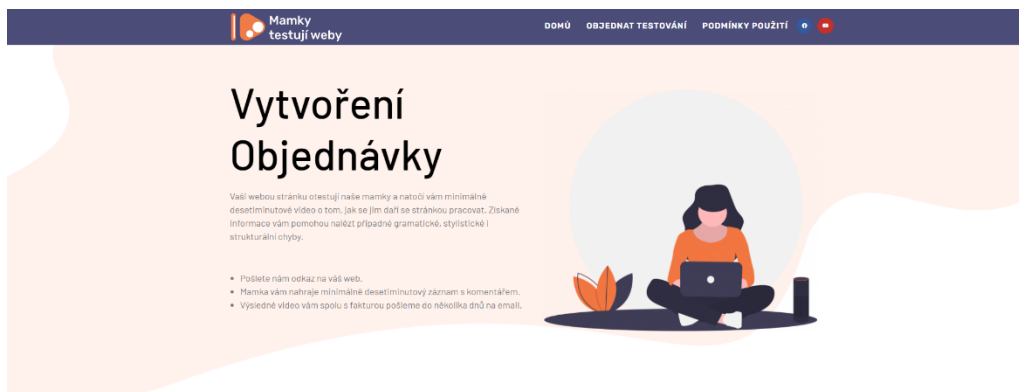 Mamky
testují weby
DOMŮ OBJEDNAT TESTOVÁNÍ PODMÍNKY POUŽITÍ
Vytvoření
Objednávky
Vaší webou stránku otestují naše mamky a natočí vám minimálně
desetiminutové video o tom, jak se jim daří se stránkou pracovat. Získané
informace vám pomohou nalézt případné gramatické, stylistické i
strukturální chyby.
Pošlete nám odkaz na váš web.
Mamka vám nahraje minimálně desetiminutový záznam s komentářem.
Výsledné video vám spolu s fakturou pošleme do několika dnů na email.